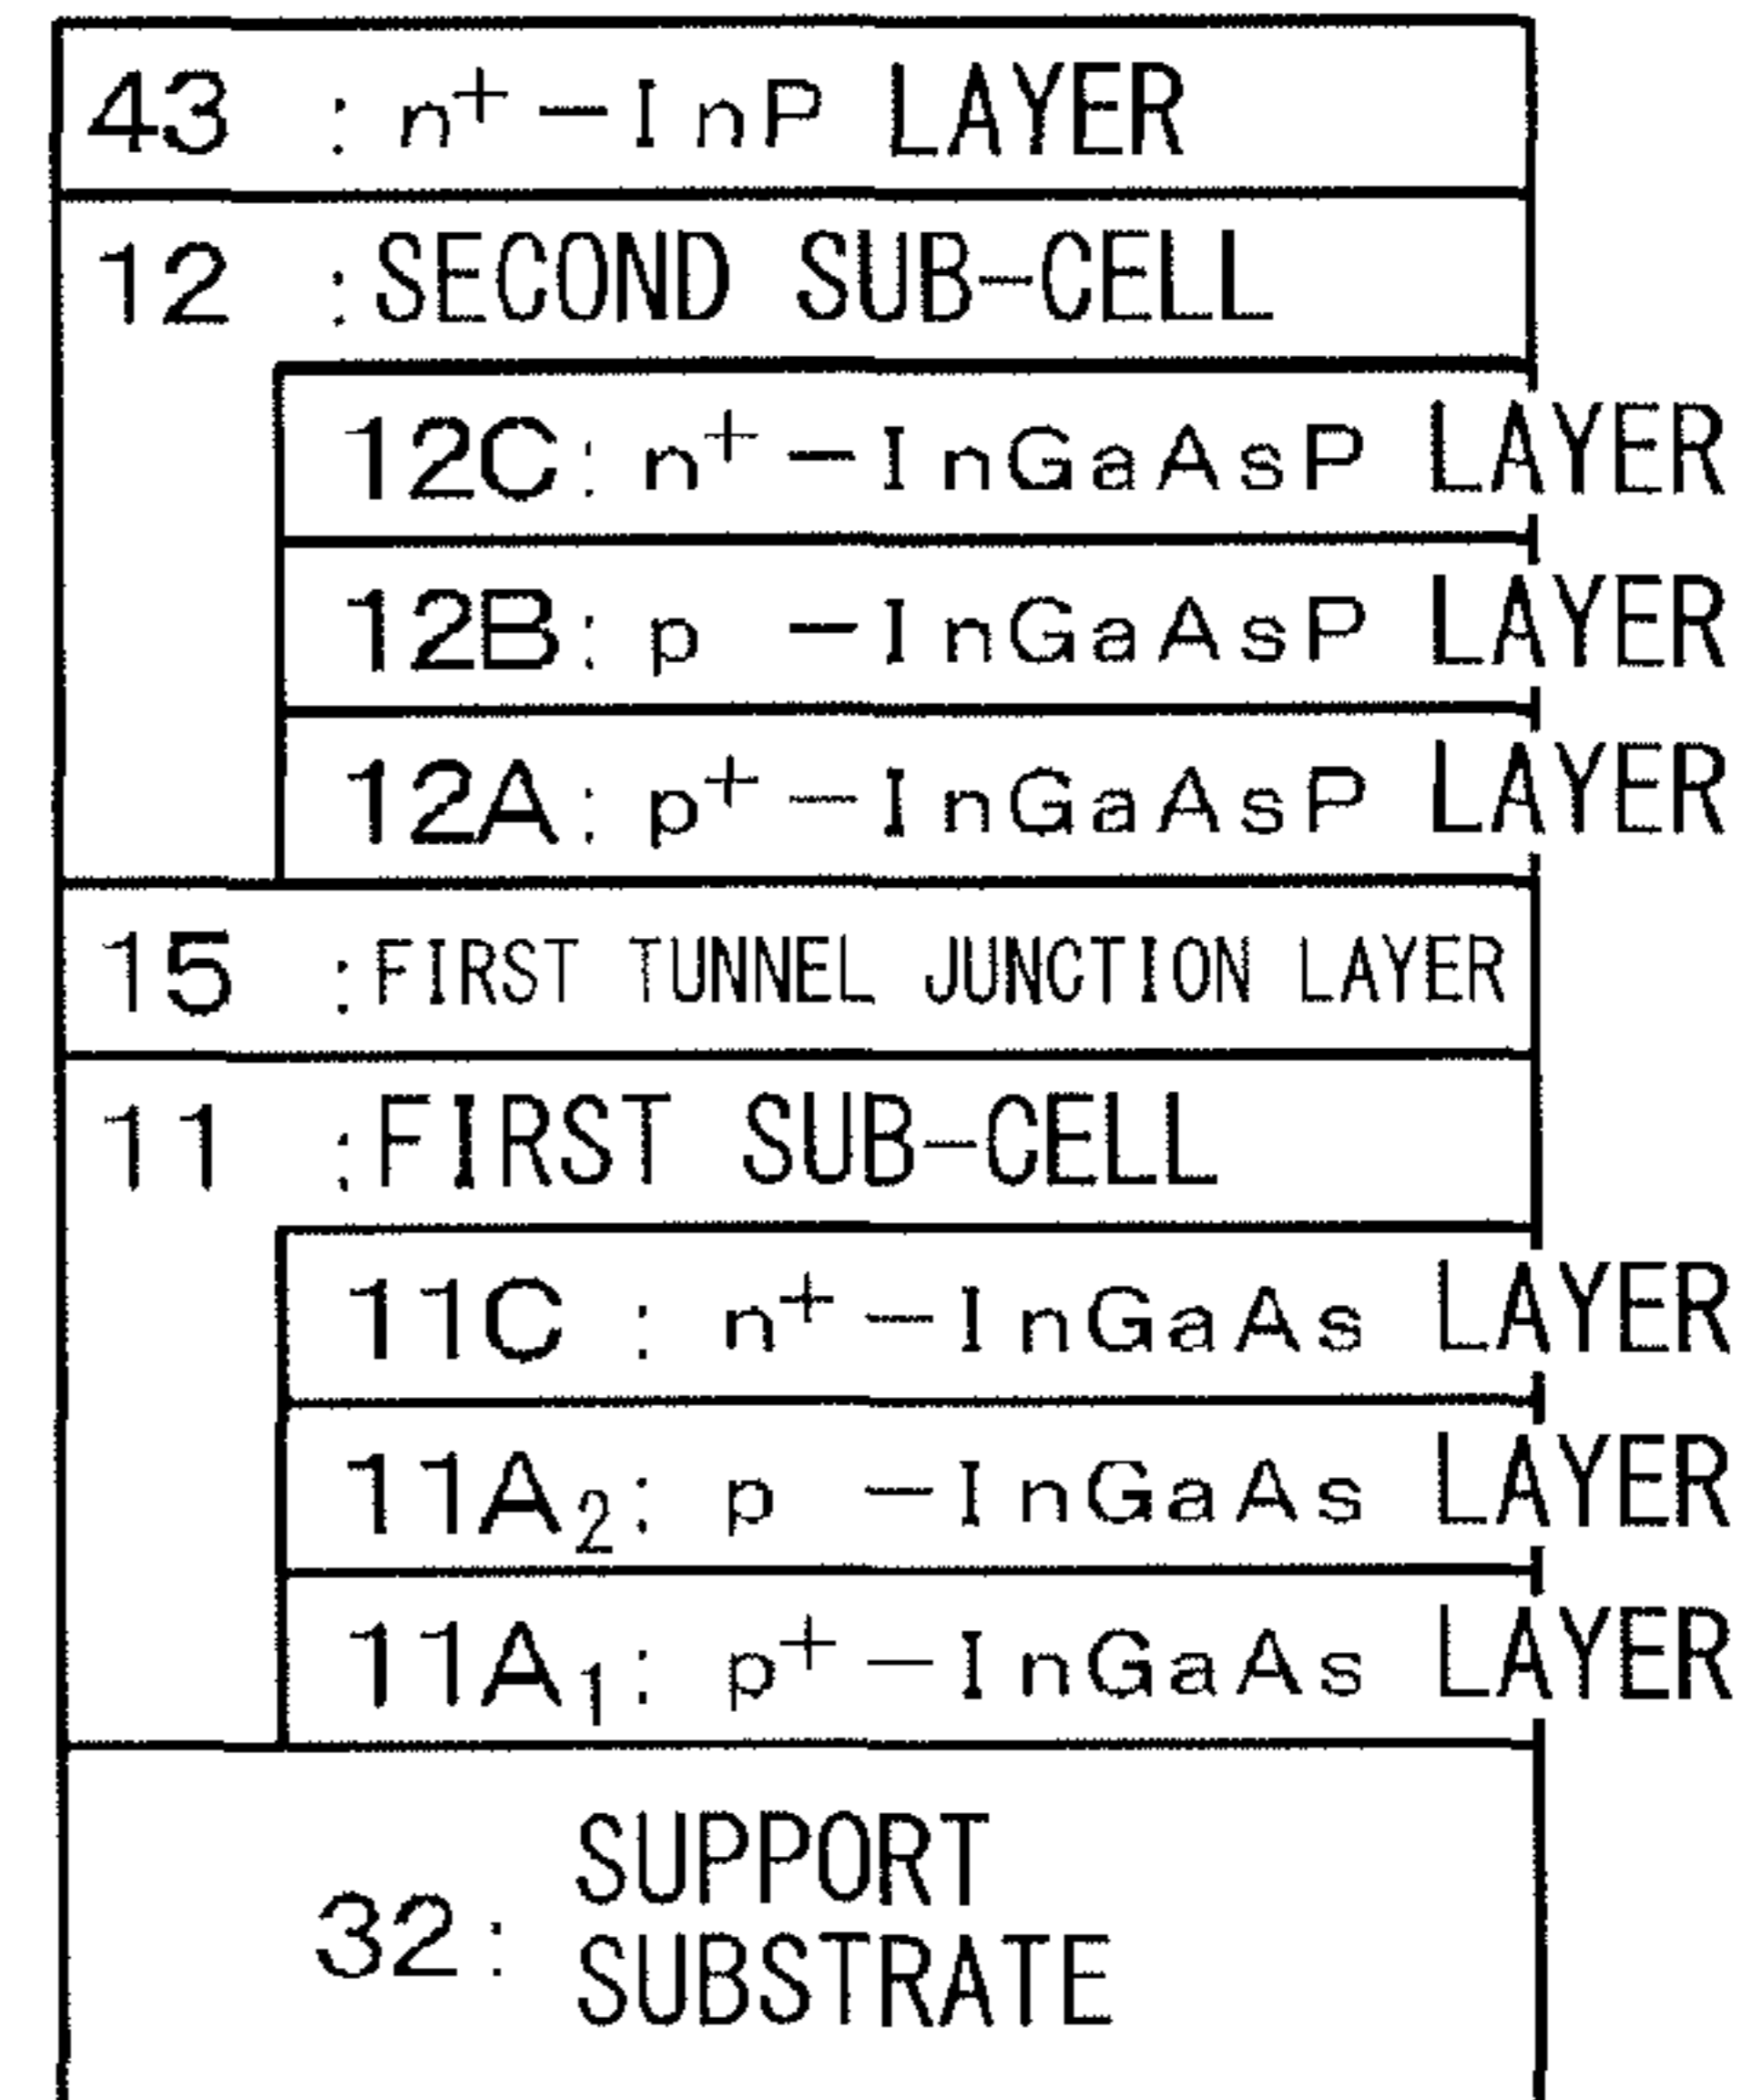 43 : n⁺-InP LAYER
12 : SECOND SUB-CELL
12C: n⁺-InGaAsP LAYER
12B: p -InGaAsP LAYER
12A: p⁺-InGaAsP LAYER
15 : FIRST TUNNEL JUNCTION LAYER
11 : FIRST SUB-CELL
11C : n⁺-InGaAs LAYER
11A₂: p -InGaAs LAYER
11A₁: p⁺-InGaAs LAYER
32: SUPPORT
SUBSTRATE